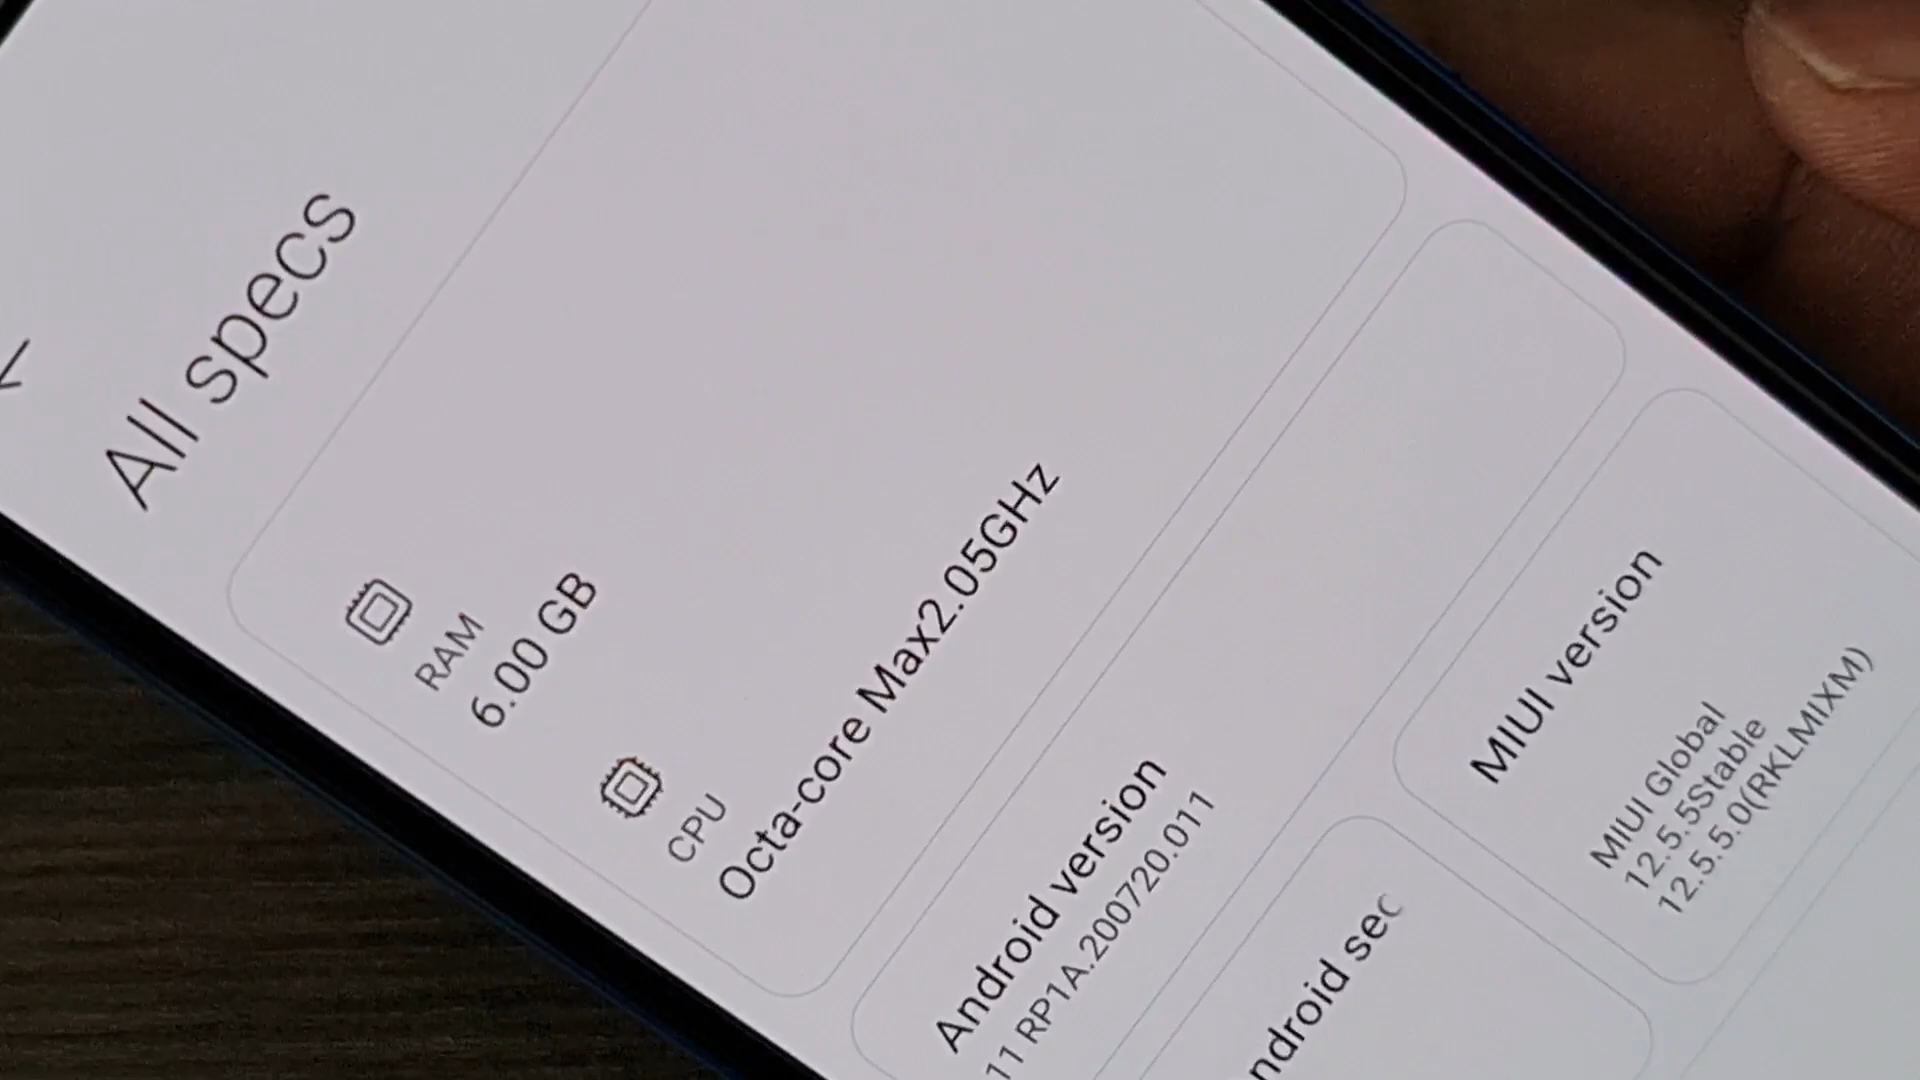 All specs
RAM
6.00 GB
CPU
Octa-core Max2.05GHz
Android version
11 RP1A.200720.011
ndroid sec
MIUI version
MIUI Global
12.5.5Stable
12.5.5.0(RKLMIXM)